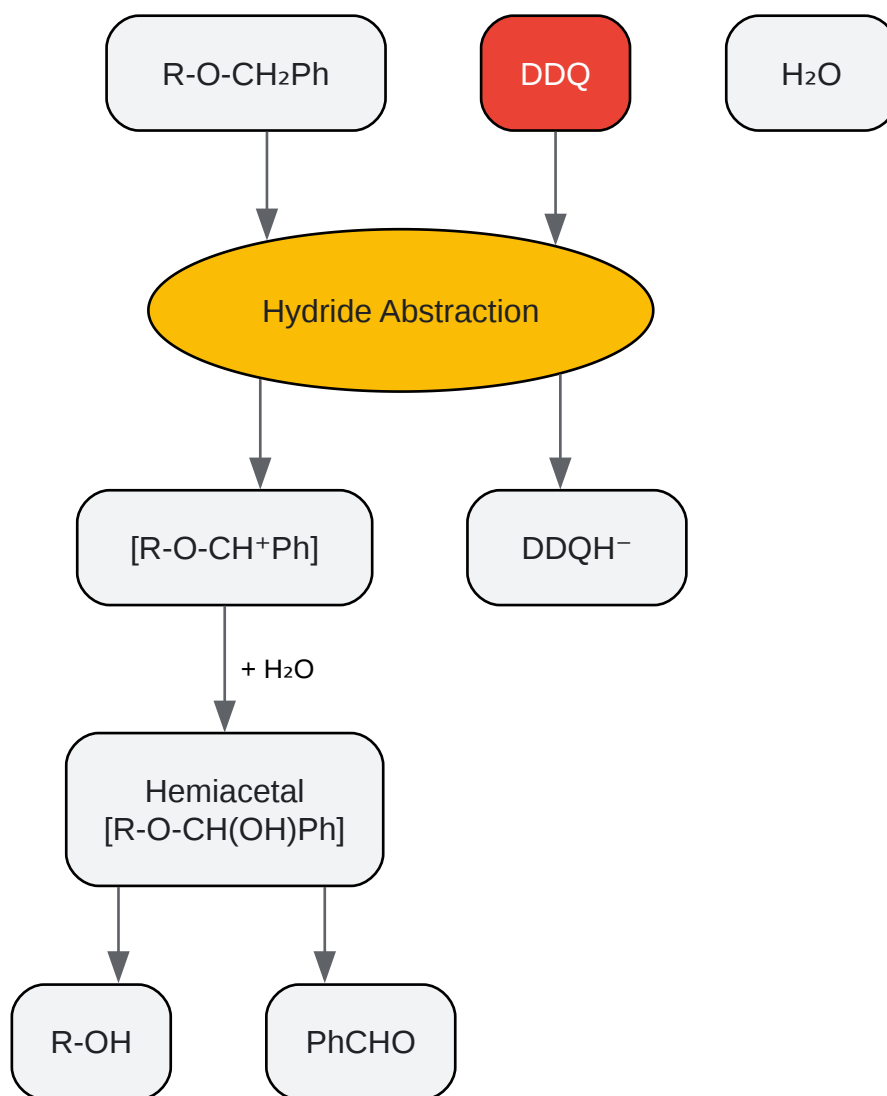 R-O-CH₂Ph
DDQ
H₂O
Hydride Abstraction
[R-O-CH⁺Ph]
DDQH⁻
+ H₂O
Hemiacetal
[R-O-CH(OH)Ph]
R-OH
PhCHO